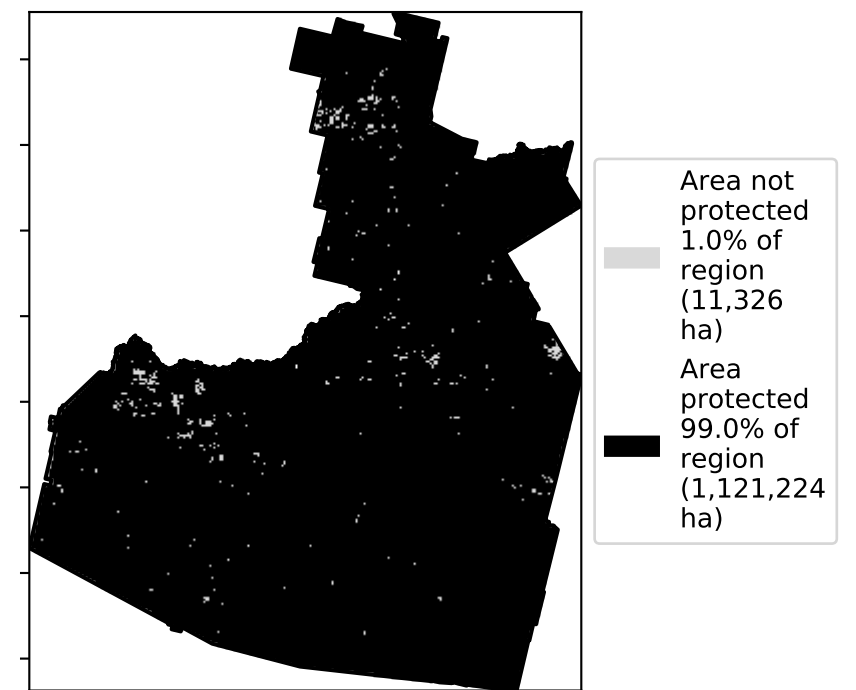 Area not
protected
1.0% of
region
(11,326
ha)
Area
protected
99.0% of
region
(1,121,224
ha)